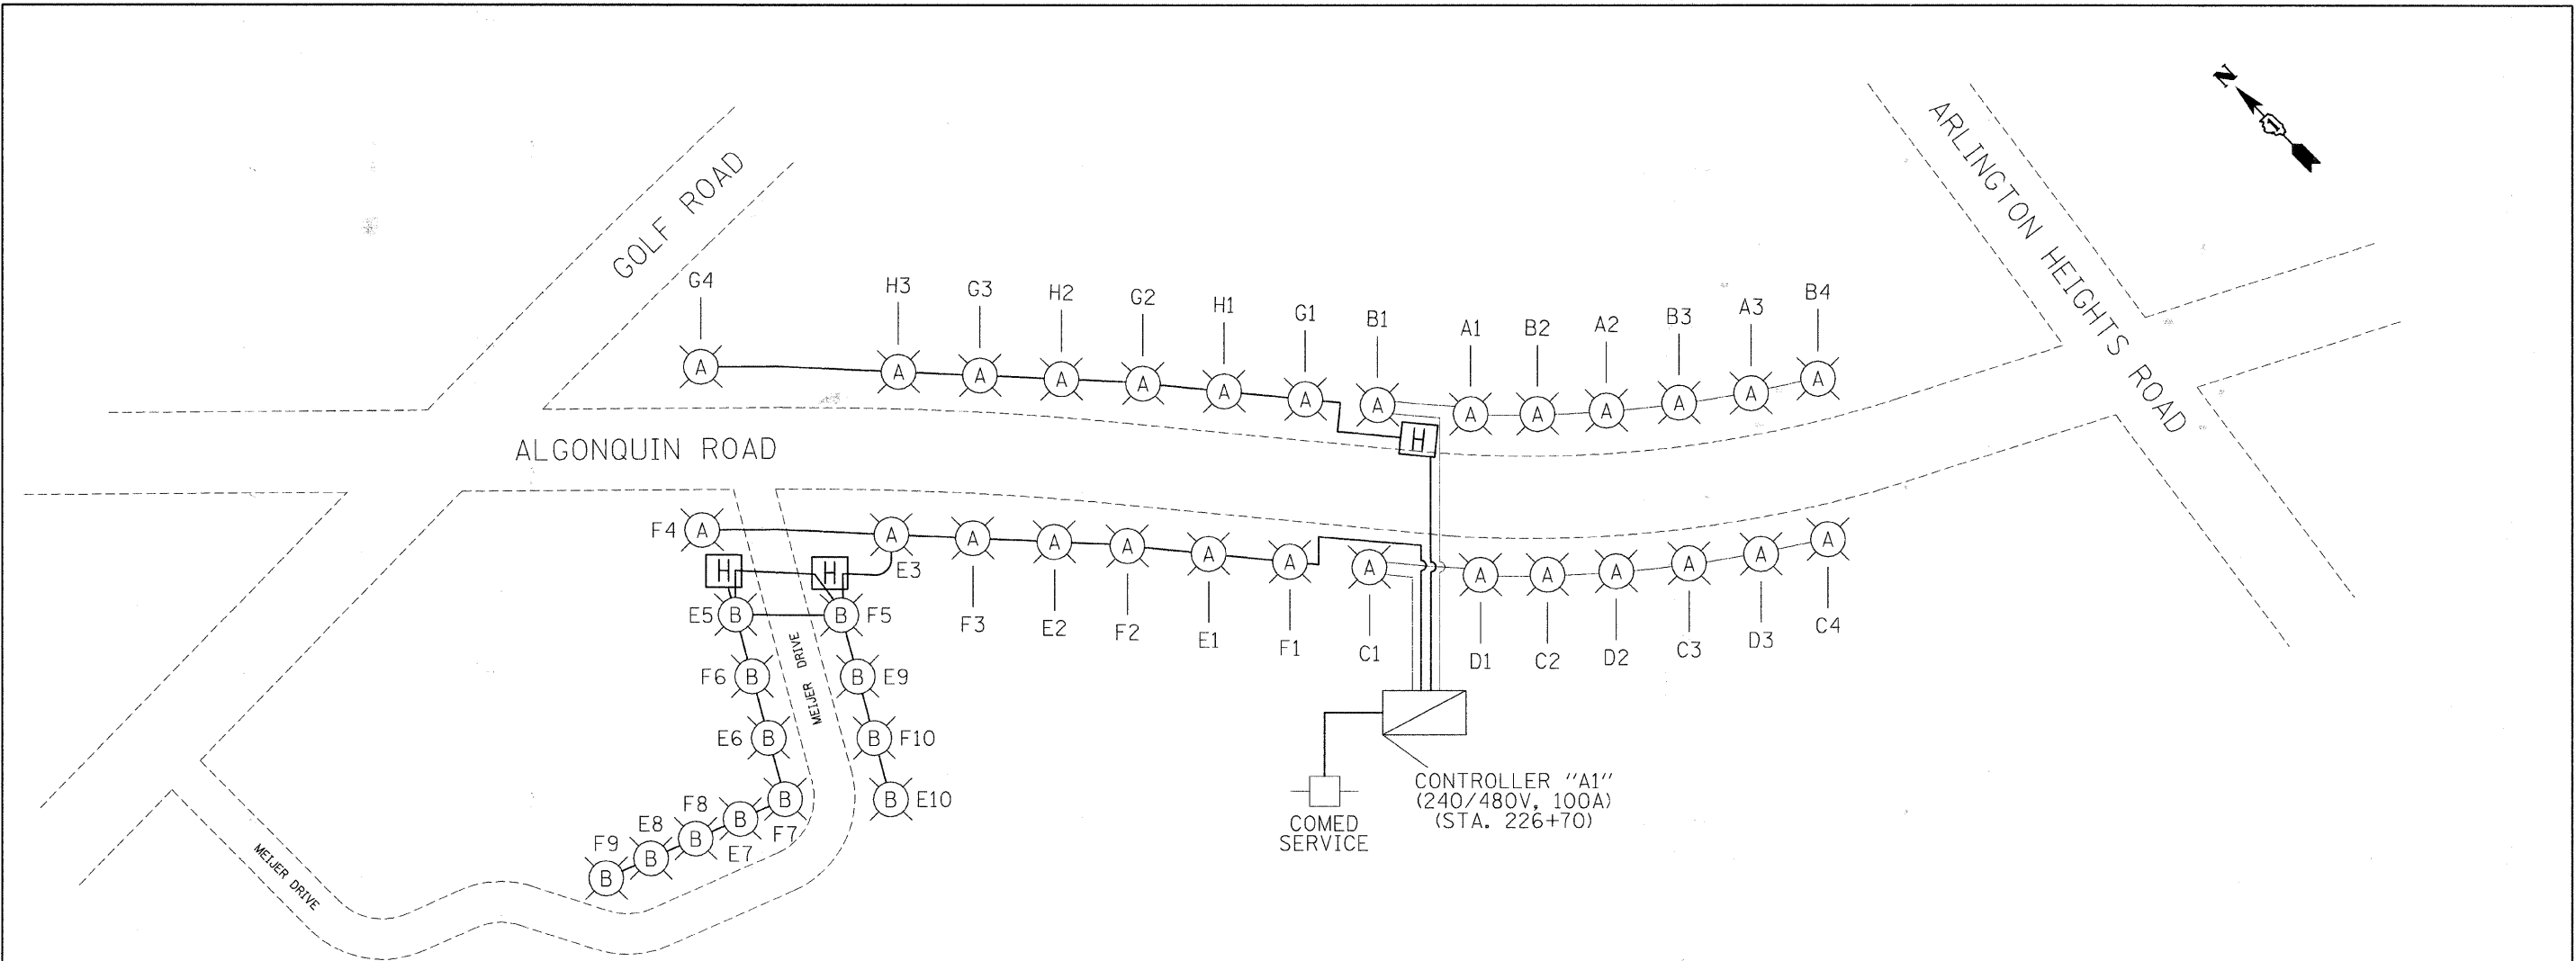 N
GOLF ROAD
ARLINGTON HEIGHTS ROAD
G4
H3
G3
H2
G2
H1
G1
B1
A1
B2
A2
B3
A3
B4
A
A
A
A
A
A
A
A
A
A
A
A
A
A
H
ALGONQUIN ROAD
F4
A
A
A
A
A
A
A
A
A
A
A
A
A
A
H
H
E3
F3
E2
F2
E1
F1
C1
D1
C2
D2
C3
D3
C4
E5
B
B
F5
F6
B
B
E9
E6
B
B
F10
B
B
E10
MEIJER DRIVE
F7
F8
B
E7
E8
B
F9
B
B
MEIJER DRIVE
CONTROLLER "A1"
(240/480V, 100A)
(STA. 226+70)
COMED
SERVICE